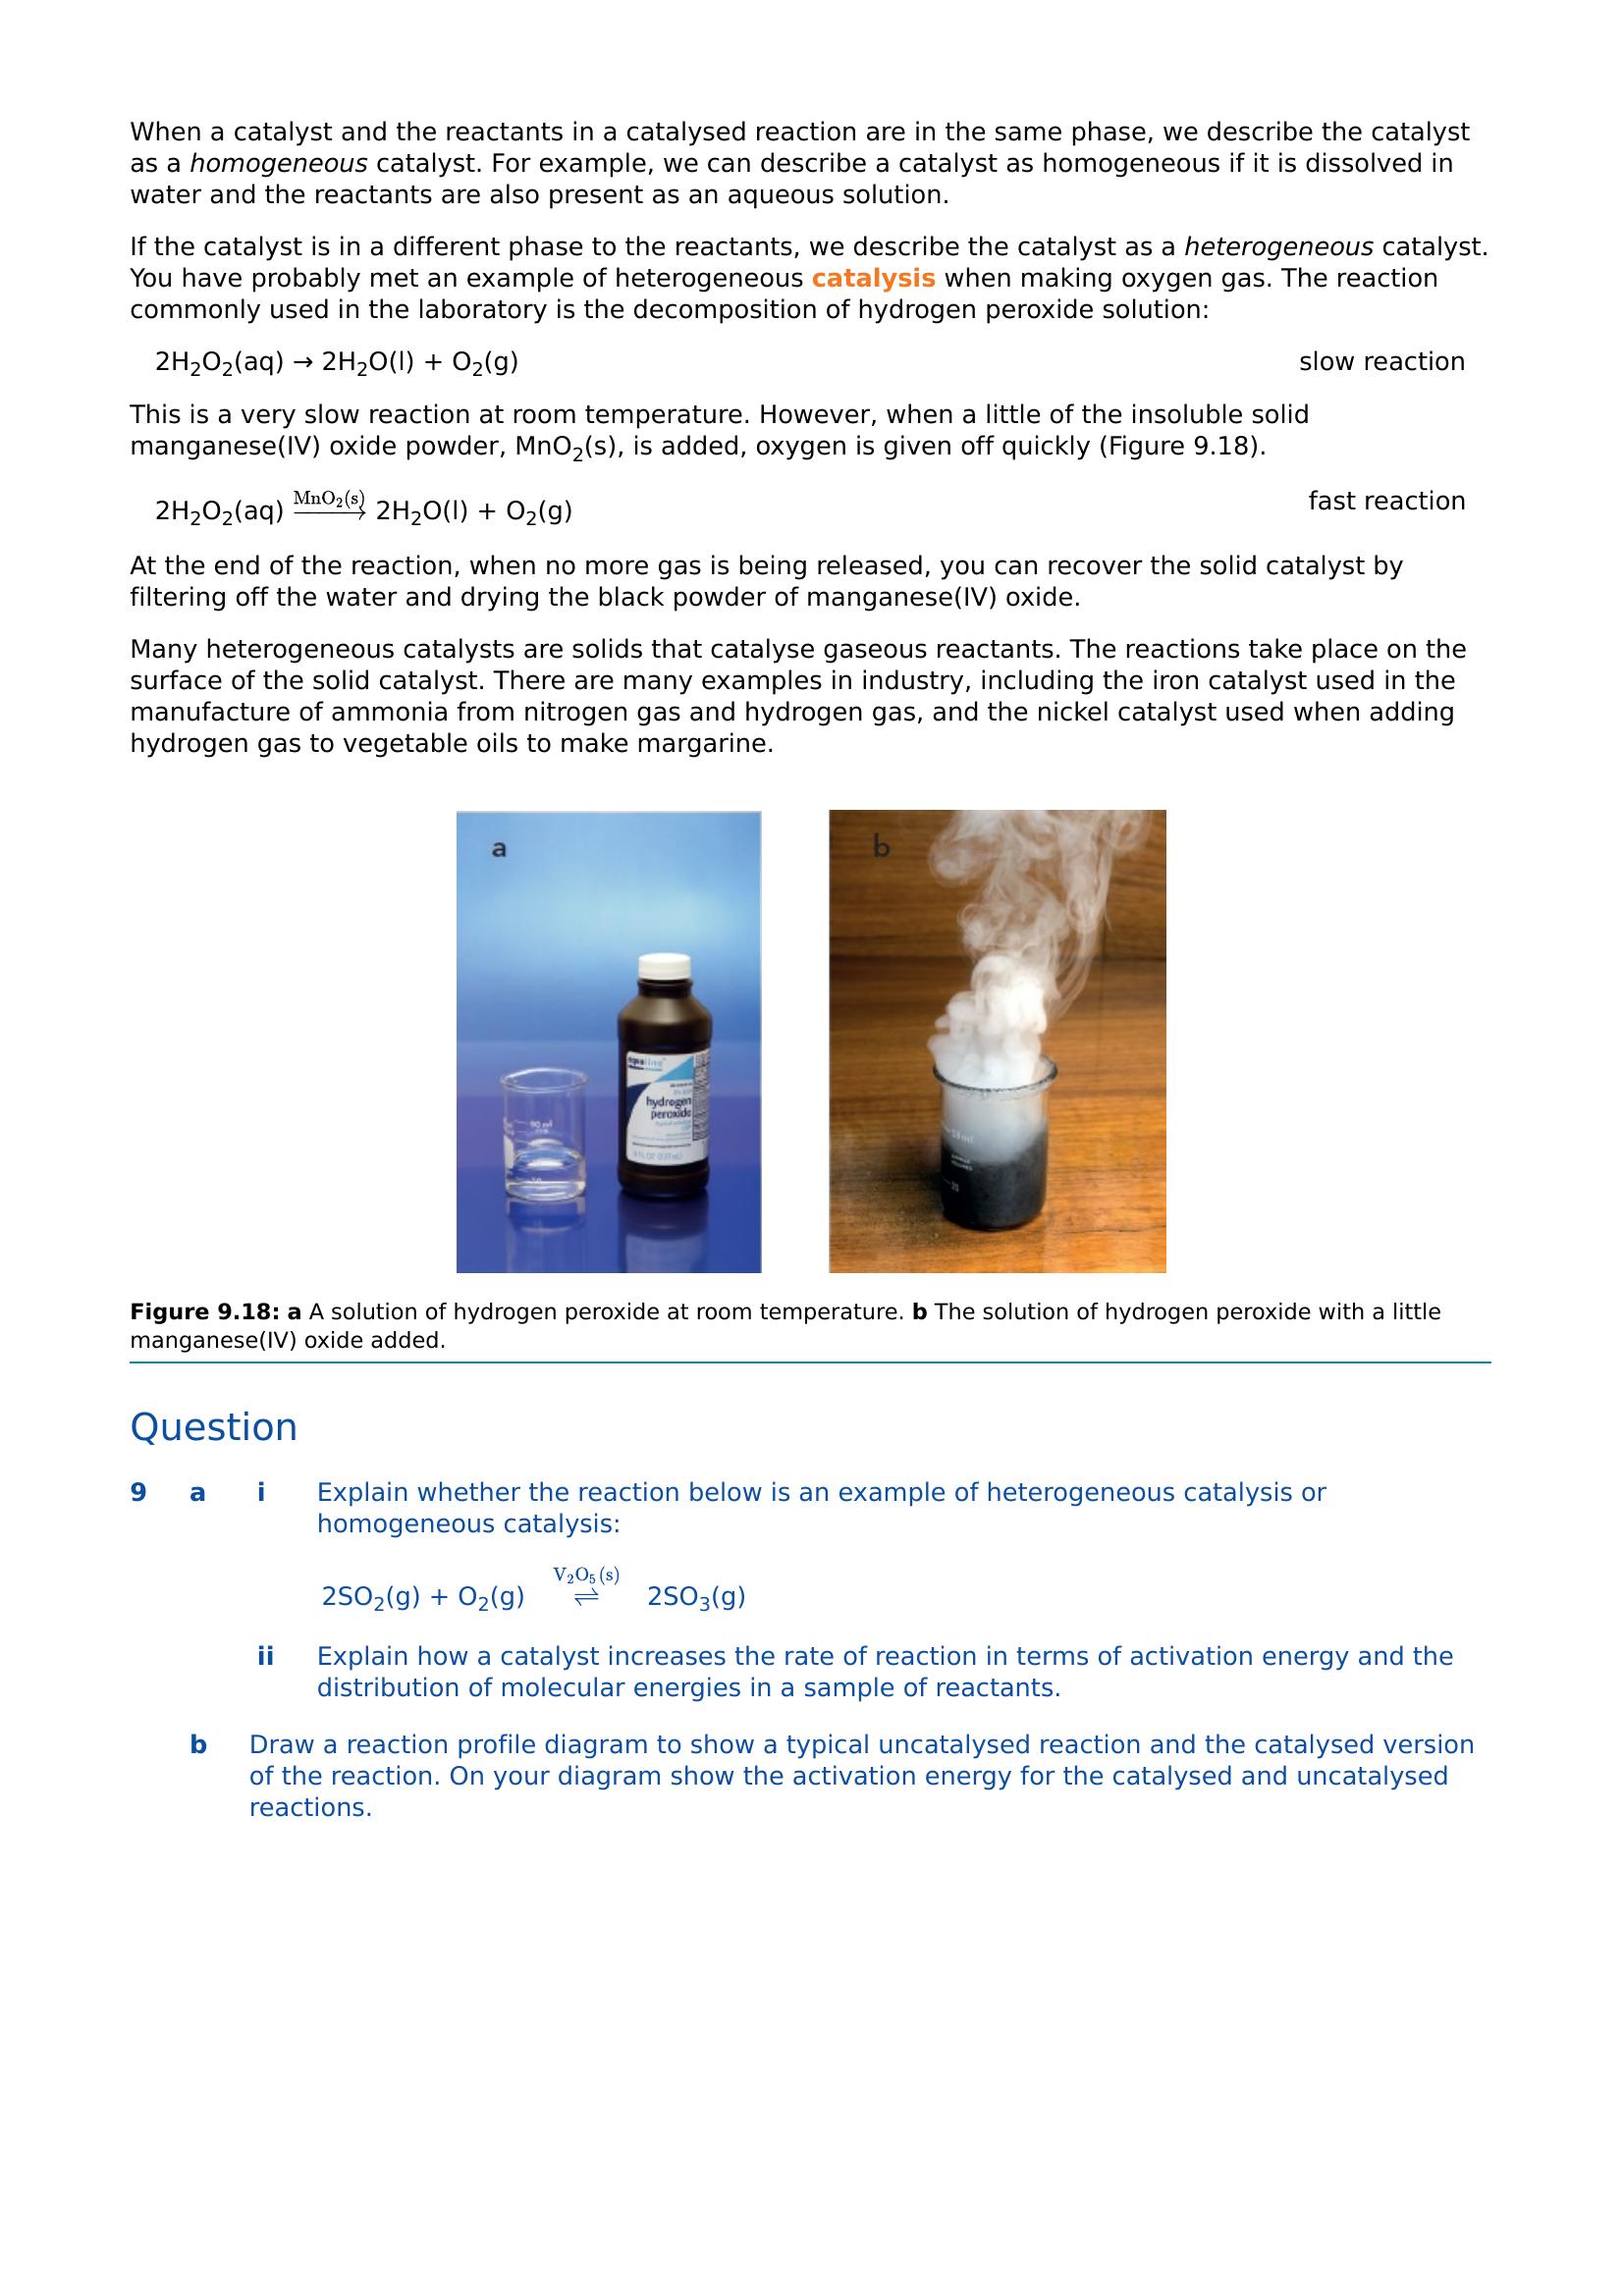 When a catalyst and the reactants in a catalysed reaction are in the same phase, we describe the catalyst
as a homogeneous catalyst. For example, we can describe a catalyst as homogeneous if it is dissolved in
water and the reactants are also present as an aqueous solution.
If the catalyst is in a different phase to the reactants, we describe the catalyst as a heterogeneous catalyst.
You have probably met an example of heterogeneous catalysis when making oxygen gas. The reaction
commonly used in the laboratory is the decomposition of hydrogen peroxide solution:
2H₂O₂(aq) → 2H₂O(l) + O₂(g) slow reaction
This is a very slow reaction at room temperature. However, when a little of the insoluble solid
manganese(IV) oxide powder, MnO₂(s), is added, oxygen is given off quickly (Figure 9.18).
MnO₂(s)
2H₂O₂(aq) → 2H₂O(l) + O₂(g) fast reaction
At the end of the reaction, when no more gas is being released, you can recover the solid catalyst by
filtering off the water and drying the black powder of manganese(IV) oxide.
Many heterogeneous catalysts are solids that catalyse gaseous reactants. The reactions take place on the
surface of the solid catalyst. There are many examples in industry, including the iron catalyst used in the
manufacture of ammonia from nitrogen gas and hydrogen gas, and the nickel catalyst used when adding
hydrogen gas to vegetable oils to make margarine.
a
90 ml
hydrogen
peroxide
b
Figure 9.18: a A solution of hydrogen peroxide at room temperature. b The solution of hydrogen peroxide with a little
manganese(IV) oxide added.
Question
9 a i Explain whether the reaction below is an example of heterogeneous catalysis or
homogeneous catalysis:
V₂O₅(s)
2SO₂(g) + O₂(g) ⇌ 2SO₃(g)
ii Explain how a catalyst increases the rate of reaction in terms of activation energy and the
distribution of molecular energies in a sample of reactants.
b Draw a reaction profile diagram to show a typical uncatalysed reaction and the catalysed version
of the reaction. On your diagram show the activation energy for the catalysed and uncatalysed
reactions.